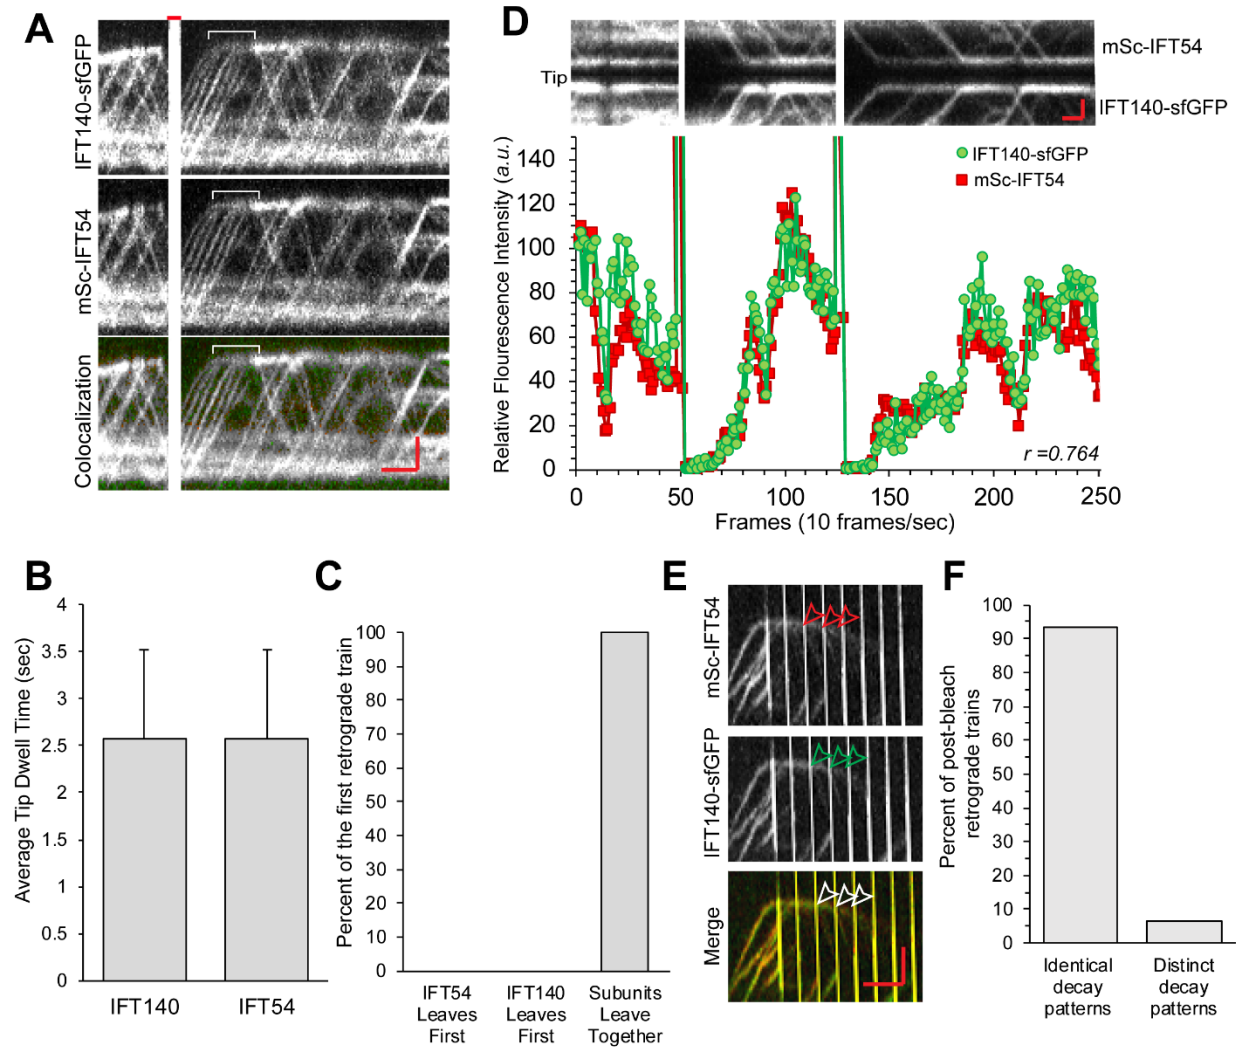 A
IFT140-sfGFP
mSc-IFT54
Colocalization
D
Tip
mSc-IFT54
IFT140-sfGFP
Relative Flourescence Intensity (a.u.)
140
120
100
80
60
40
20
0
IFT140-sfGFP
mSc-IFT54
r =0.764
0 50 100 150 200 250
Frames (10 frames/sec)
B
Average Tip Dwell Time (sec)
4
3.5
3
2.5
2
1.5
1
0.5
0
IFT140 IFT54
C
Percent of the first retrograde train
100
90
80
70
60
50
40
30
20
10
0
IFT54 Leaves First
IFT140 Leaves First
Subunits Leave Together
E
mSc-IFT54
IFT140-sfGFP
Merge
F
Percent of post-bleach
retrograde trains
100
90
80
70
60
50
40
30
20
10
0
Identical decay patterns
Distinct decay patterns